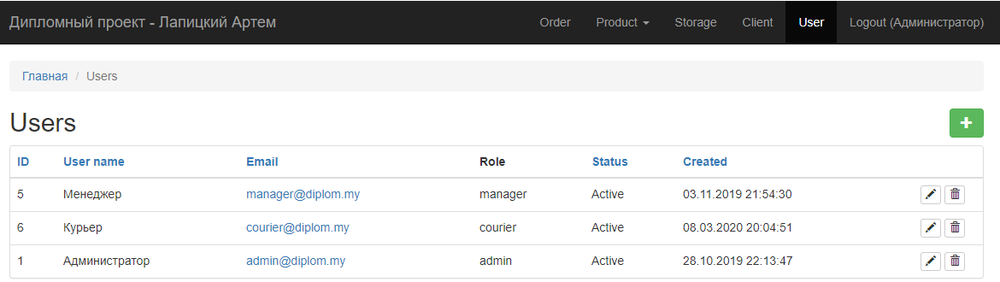 Дипломный проект - Лапицкий Артем Order Product Storage Client User Logout (Администратор)
Главная / Users
Users
ID User name Email Role Status Created
5 Менеджер manager@diplom.my manager Active 03.11.2019 21:54:30
6 Курьер courier@diplom.my courier Active 08.03.2020 20:04:51
1 Администратор admin@diplom.my admin Active 28.10.2019 22:13:47